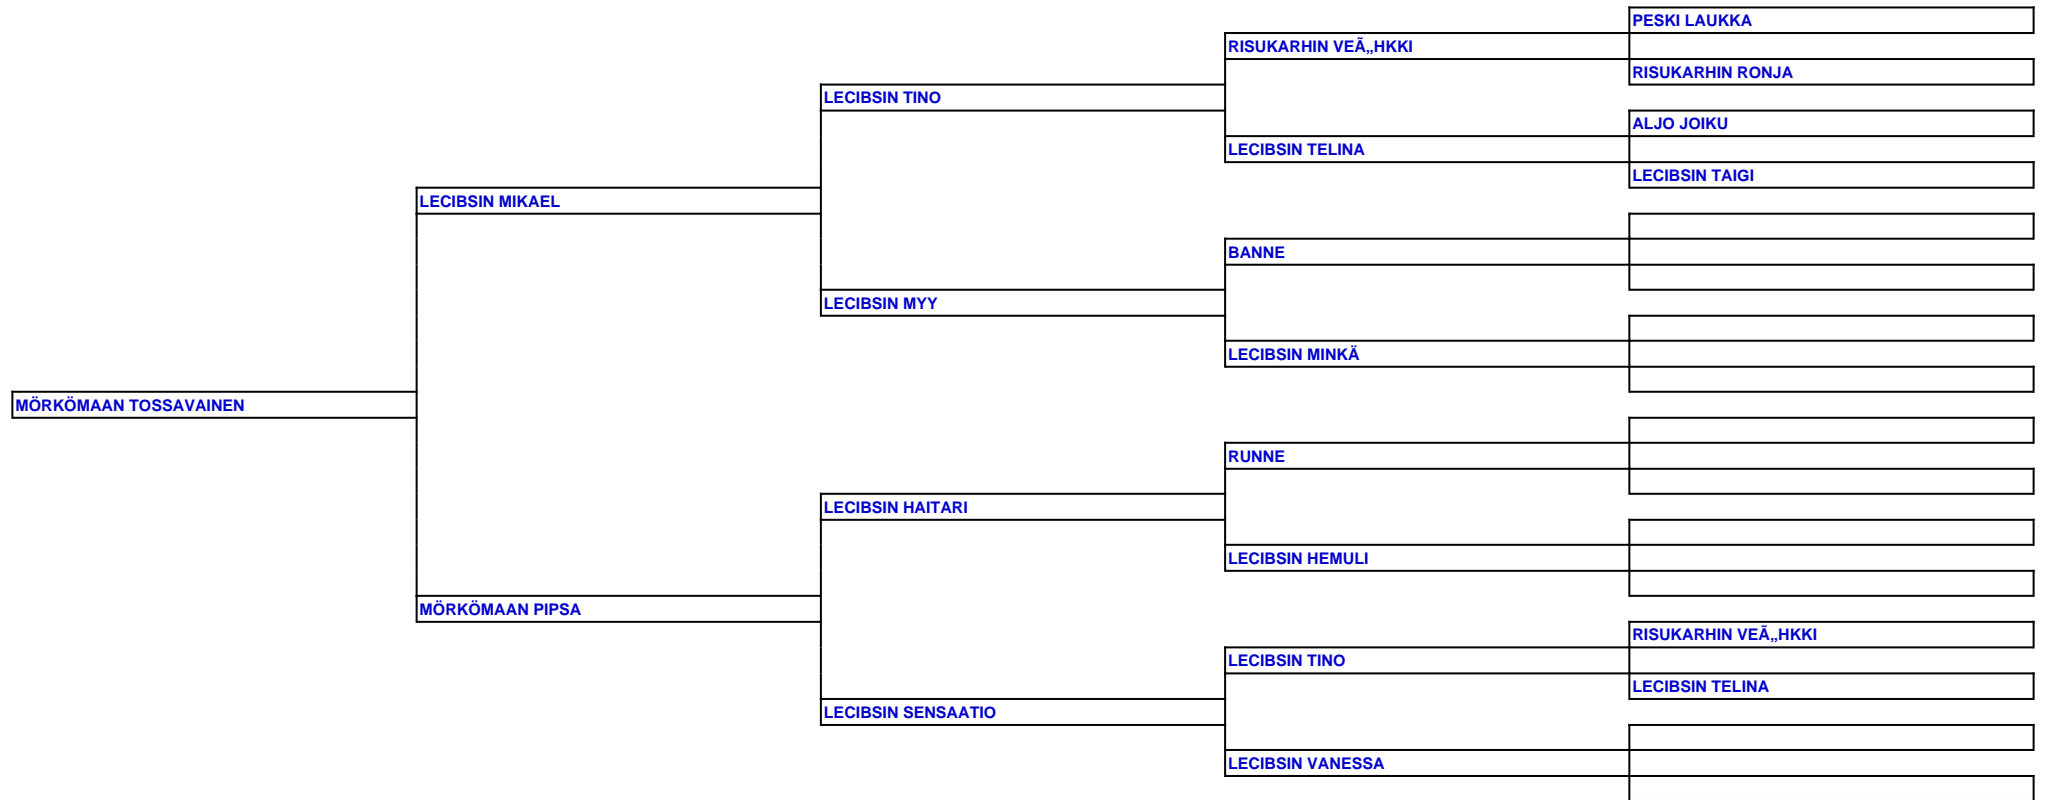 PESKI LAUKKA
RISUKARHIN VEÃ„HKKI
RISUKARHIN RONJA
LECIBSIN TINO
ALJO JOIKU
LECIBSIN TELINA
LECIBSIN TAIGI
LECIBSIN MIKAEL
BANNE
LECIBSIN MYY
LECIBSIN MINKÄ
MÖRKÖMAAN TOSSAVAINEN
RUNNE
LECIBSIN HAITARI
LECIBSIN HEMULI
MÖRKÖMAAN PIPSA
RISUKARHIN VEÃ„HKKI
LECIBSIN TINO
LECIBSIN TELINA
LECIBSIN SENSAATIO
LECIBSIN VANESSA